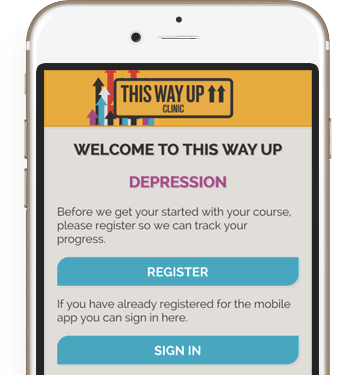 THIS WAY UP
CLINIC
WELCOME TO THIS WAY UP
DEPRESSION
Before we get your started with your course,
please register so we can track your
progress.
REGISTER
If you have already registered for the mobile
app you can sign in here.
SIGN IN